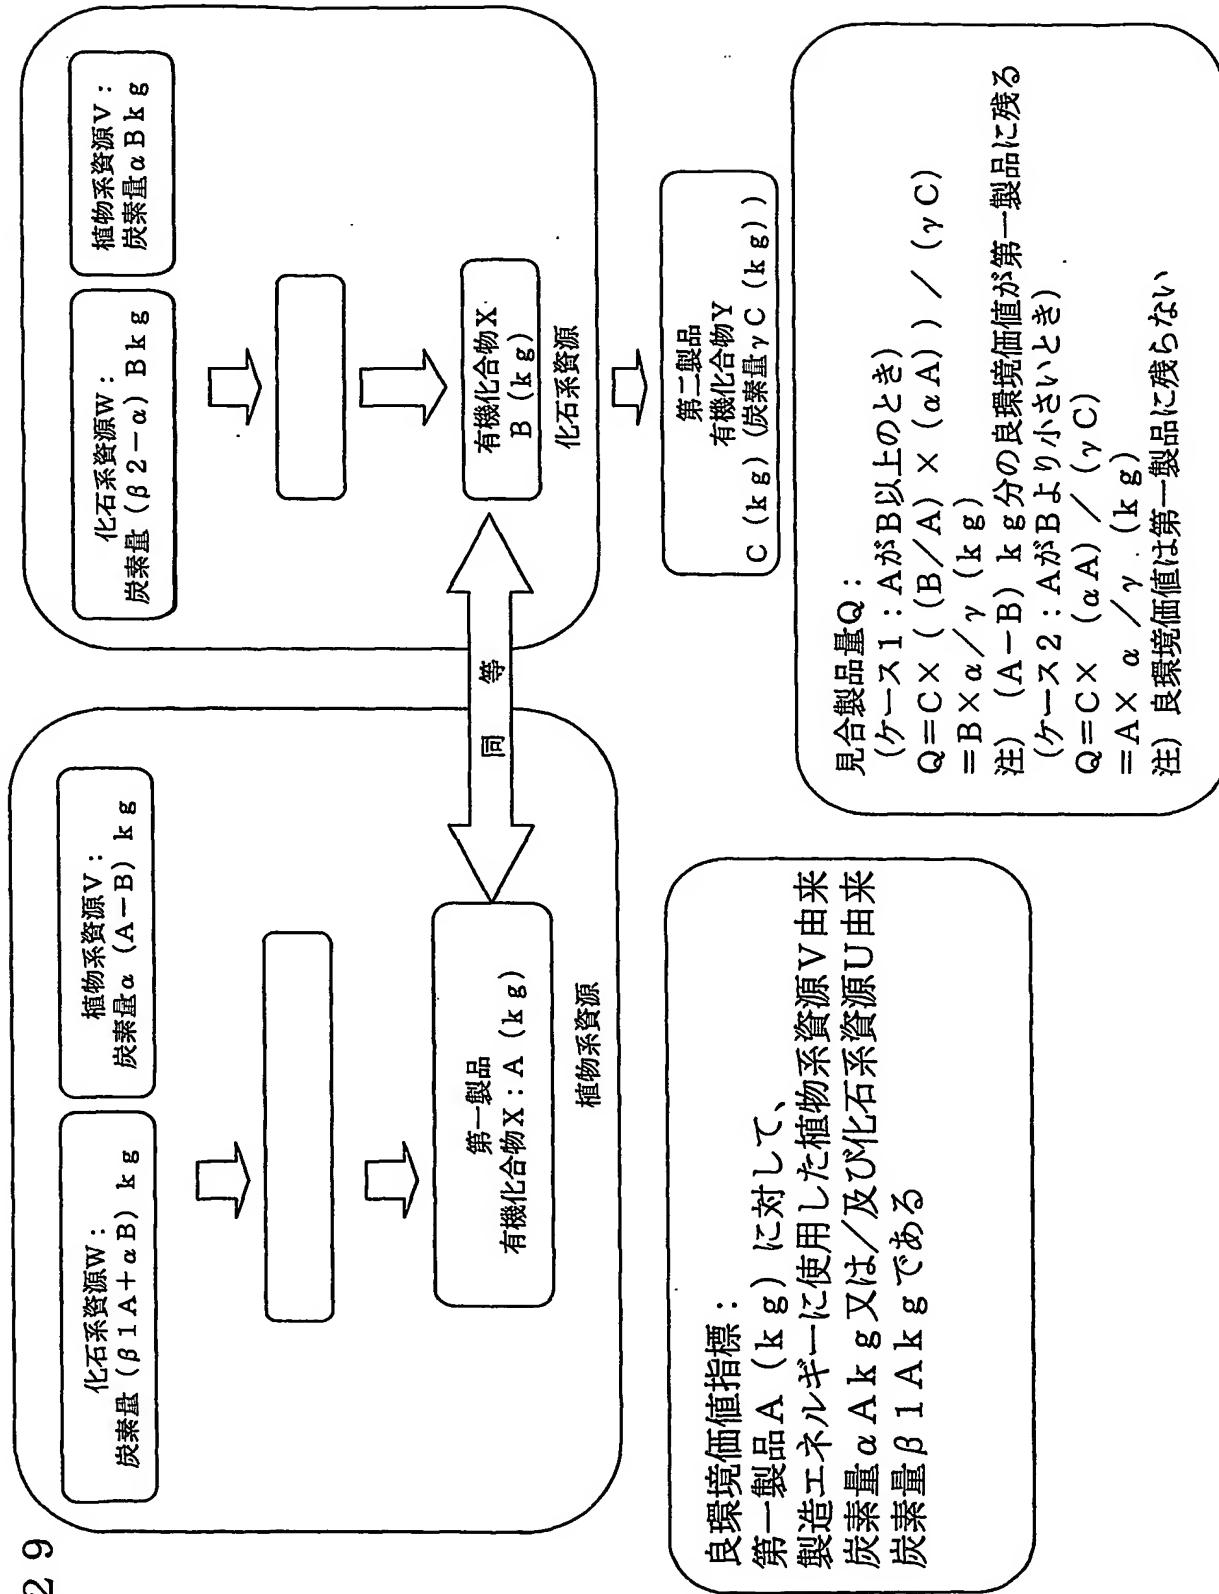 29
化石系資源W:
炭素量(β1A+αB)kg
植物系資源V:
炭素量α(A-B)kg
第一製品
有機化合物X:A(kg)
植物系資源
同等
化石系資源W:
炭素量(β2-α)Bkg
植物系資源V:
炭素量αBkg
有機化合物X
B(kg)
化石系資源
第二製品
有機化合物Y
C(kg)(炭素量γC(kg))
良環境価値指標:
第一製品A(kg)に対して、
製造エネルギーに使用した植物系資源V由来
炭素量αAkg又は/及び化石系資源U由来
炭素量β1Akgである
見合製品量Q:
(ケース1:AがB以上のとき)
Q=C×((B/A)×(αA))/(γC)
=B×α/γ(kg)
注)(A-B)kg分の良環境価値が第一製品に残る
(ケース2:AがBより小さいとき)
Q=C×(αA)/(γC)
=A×α/γ(kg)
注)良環境価値は第一製品に残らない